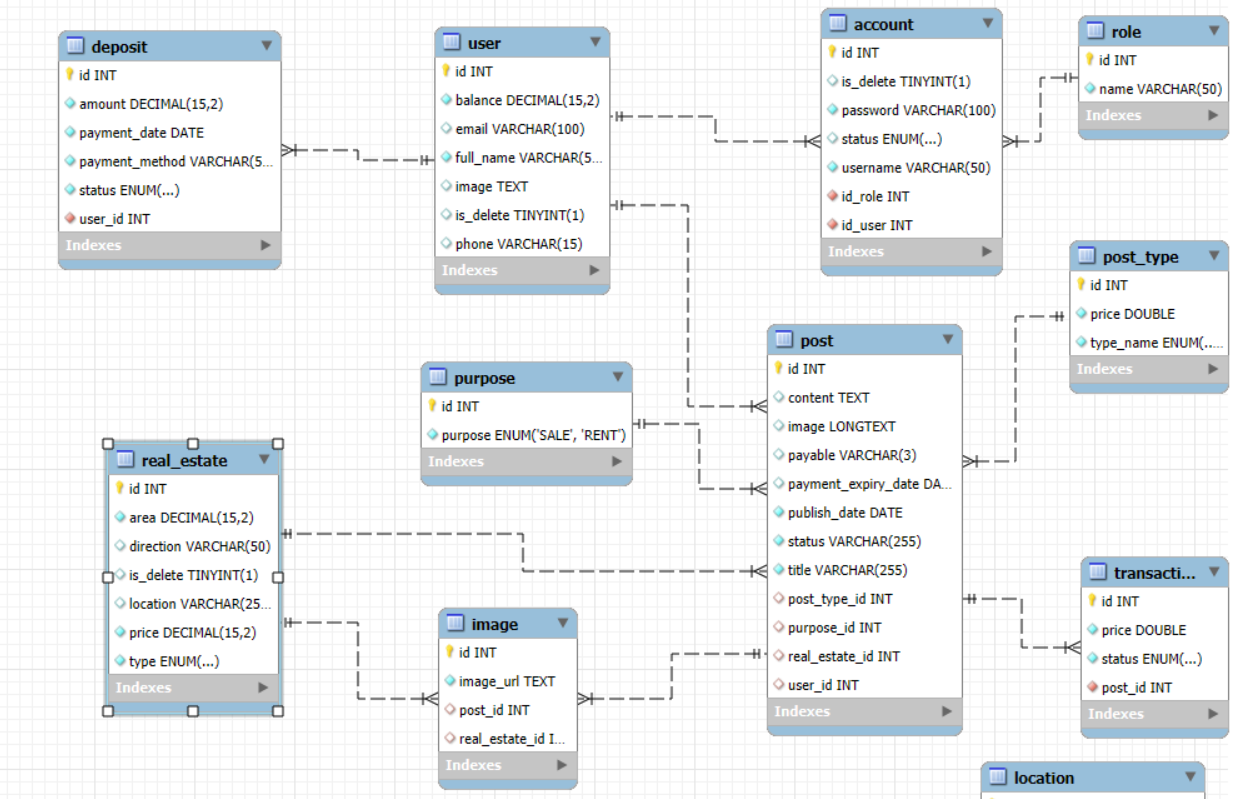 deposit
id INT
amount DECIMAL(15,2)
payment_date DATE
payment_method VARCHAR(5...
status ENUM(...)
user_id INT
Indexes
user
id INT
balance DECIMAL(15,2)
email VARCHAR(100)
full_name VARCHAR(5...
image TEXT
is_delete TINYINT(1)
phone VARCHAR(15)
Indexes
account
id INT
is_delete TINYINT(1)
password VARCHAR(100)
status ENUM(...)
username VARCHAR(50)
id_role INT
id_user INT
Indexes
role
id INT
name VARCHAR(50)
Indexes
post_type
id INT
price DOUBLE
type_name ENUM(...
Indexes
purpose
id INT
purpose ENUM('SALE', 'RENT')
Indexes
post
id INT
content TEXT
image LONGTEXT
payable VARCHAR(3)
payment_expiry_date DA...
publish_date DATE
status VARCHAR(255)
title VARCHAR(255)
post_type_id INT
purpose_id INT
real_estate_id INT
user_id INT
Indexes
real_estate
id INT
area DECIMAL(15,2)
direction VARCHAR(50)
is_delete TINYINT(1)
location VARCHAR(25...
price DECIMAL(15,2)
type ENUM(...)
Indexes
image
id INT
image_url TEXT
post_id INT
real_estate_id I...
Indexes
transacti...
id INT
price DOUBLE
status ENUM(...)
post_id INT
Indexes
location